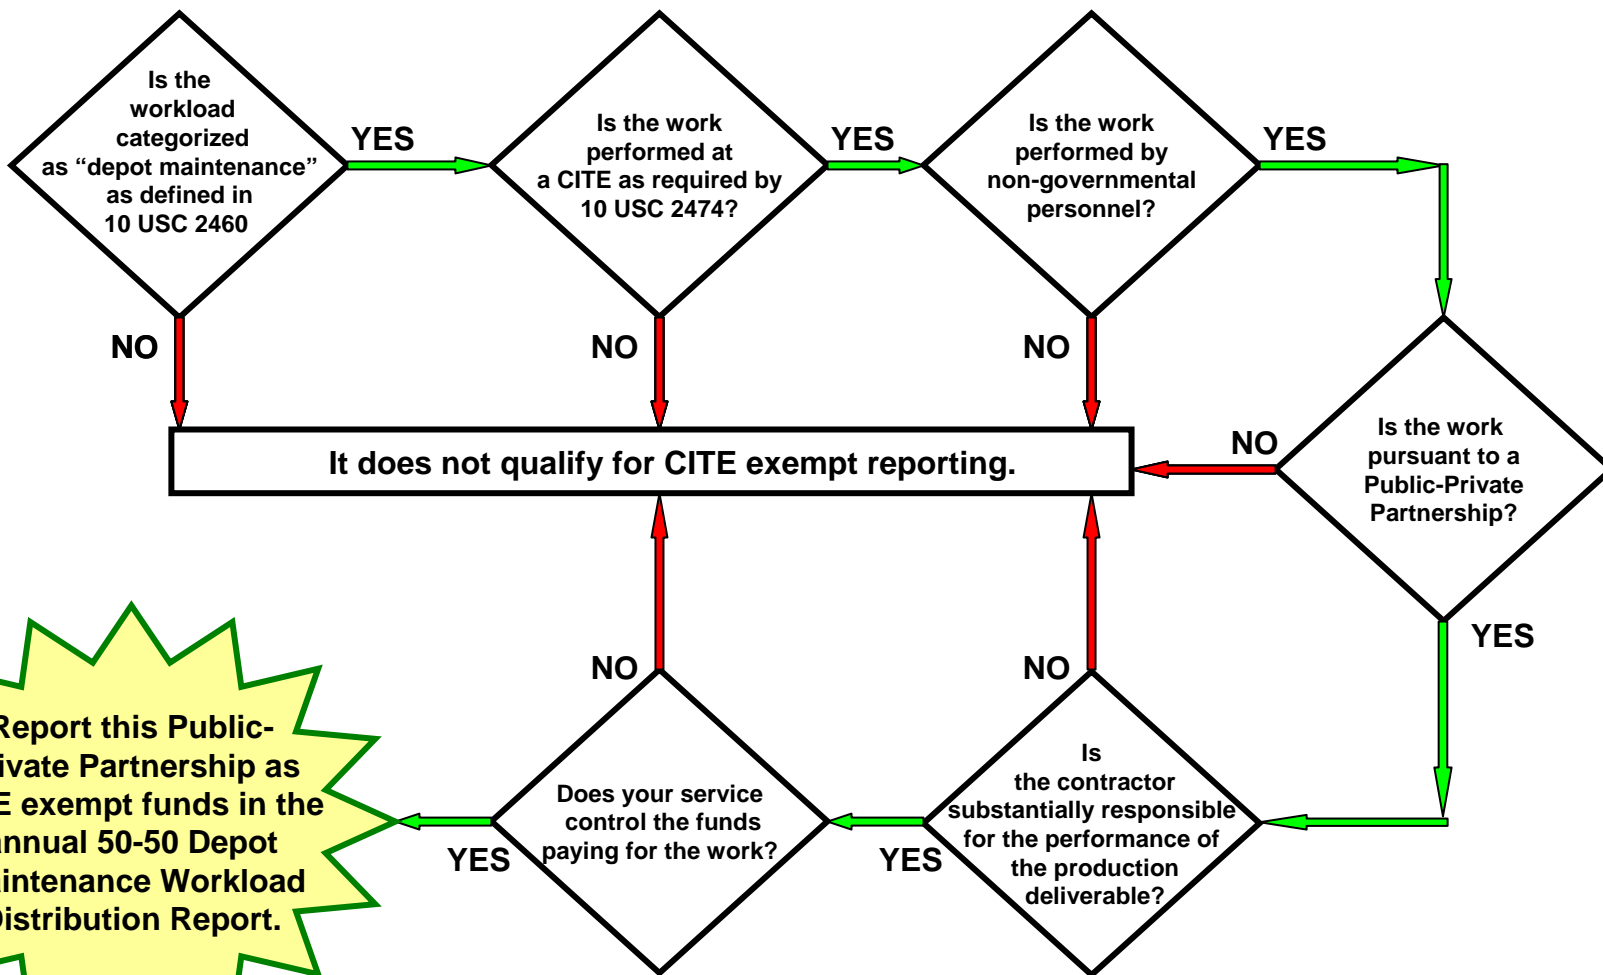 Is the
workload
categorized
as “depot maintenance”
as defined in
10 USC 2460
YES
NO
Is the work
performed at
a CITE as required by
10 USC 2474?
YES
NO
Is the work
performed by
non-governmental
personnel?
YES
NO
Is the work
pursuant to a
Public-Private
Partnership?
NO
YES
It does not qualify for CITE exempt reporting.
Is
the contractor
substantially responsible
for the performance of
the production
deliverable?
NO
YES
Does your service
control the funds
paying for the work?
NO
YES
Report this Public-
ivate Partnership as
E exempt funds in the
annual 50-50 Depot
aintenance Workload
Distribution Report.